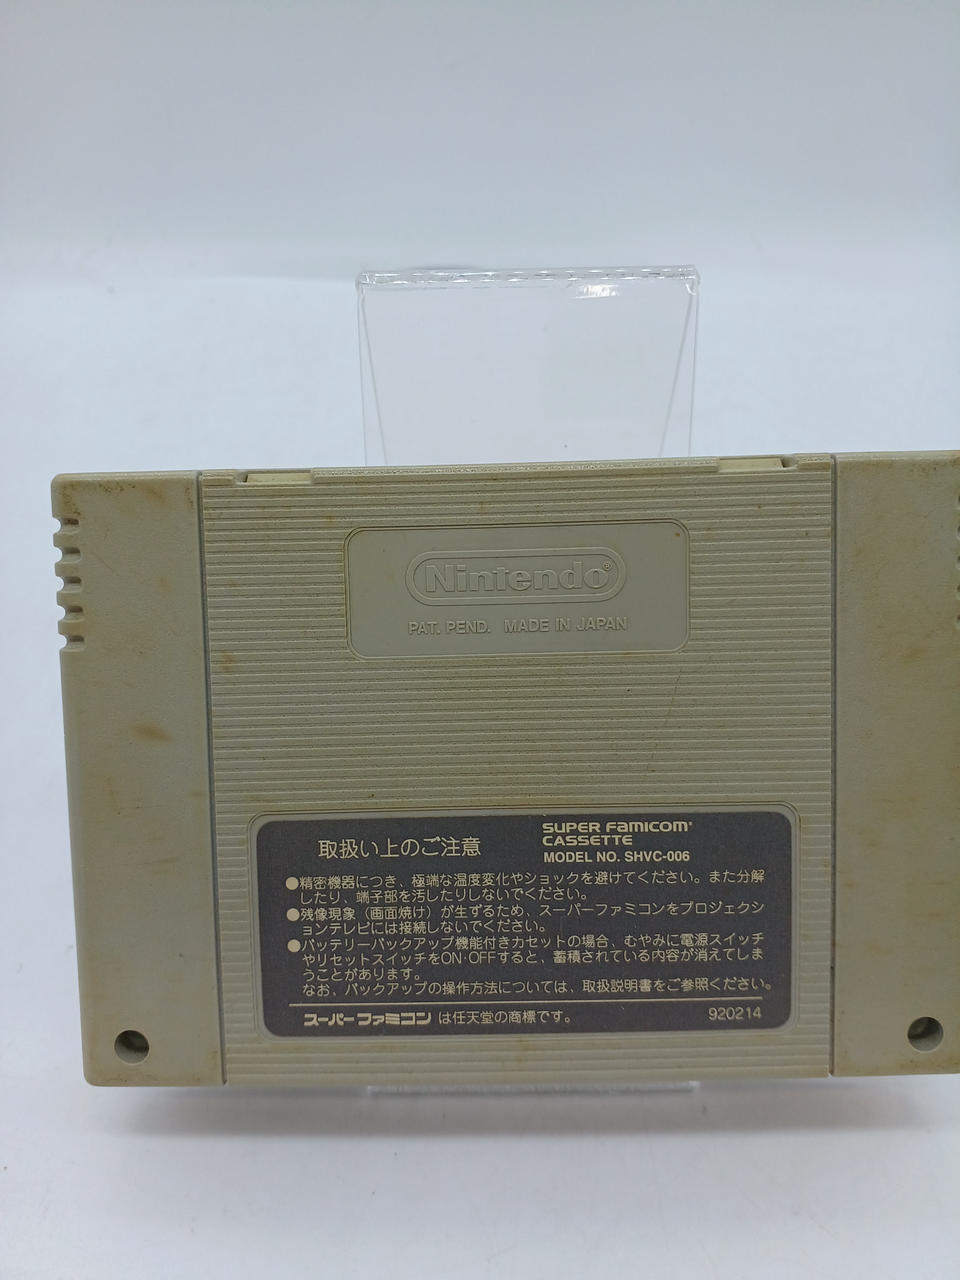 Nintendo®
PAT. PEND. MADE IN JAPAN
取扱い上のご注意
SUPER FAMICOM®
CASSETTE
MODEL NO. SHVC-006
●精密機器につき、極端な温度変化やショックを避けてください。また分解
したり、端子部を汚したりしないでください。
●残像現象（画面焼け）が生ずるため、スーパーファミコンをプロジェクシ
ョンテレビには接続しないでください。
●バッテリーバックアップ機能付きカセットの場合、むやみに電源スイッチ
やリセットスイッチをON・OFFすると、蓄積されている内容が消えてしま
うことがあります。
なお、バックアップの操作方法については、取扱説明書をご参照ください。
スーパーファミコン は任天堂の商標です。
920214